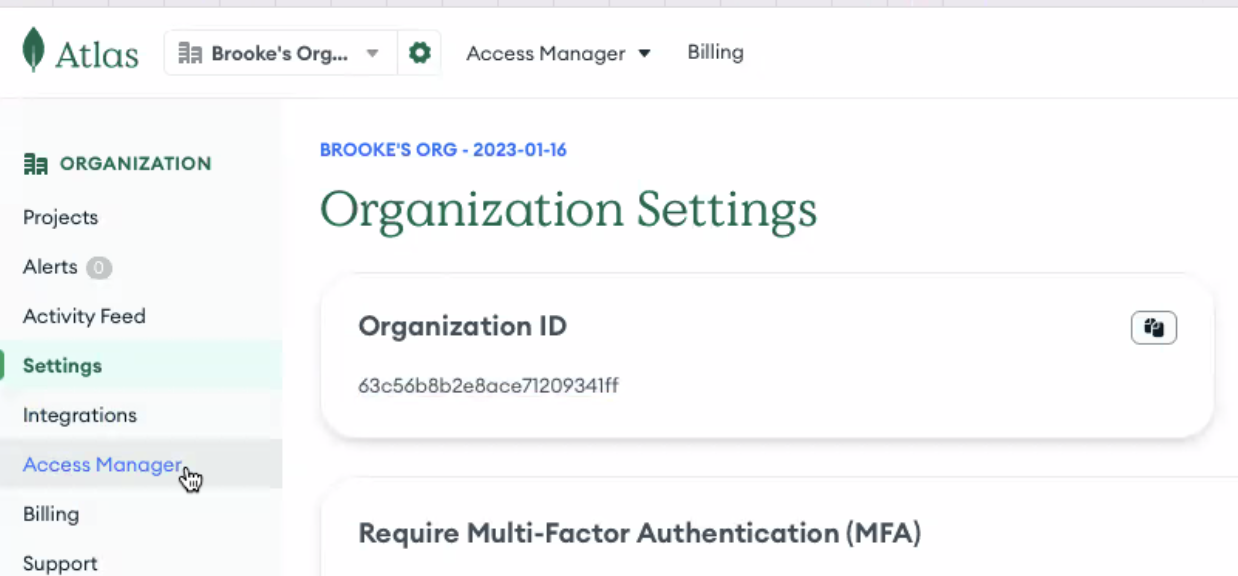 Atlas
Brooke's Org...
Access Manager
Billing
ORGANIZATION
Projects
Alerts 0
Activity Feed
Settings
Integrations
Access Manager
Billing
Support
BROOKE'S ORG - 2023-01-16
Organization Settings
Organization ID
63c56b8b2e8ace71209341ff
Require Multi-Factor Authentication (MFA)